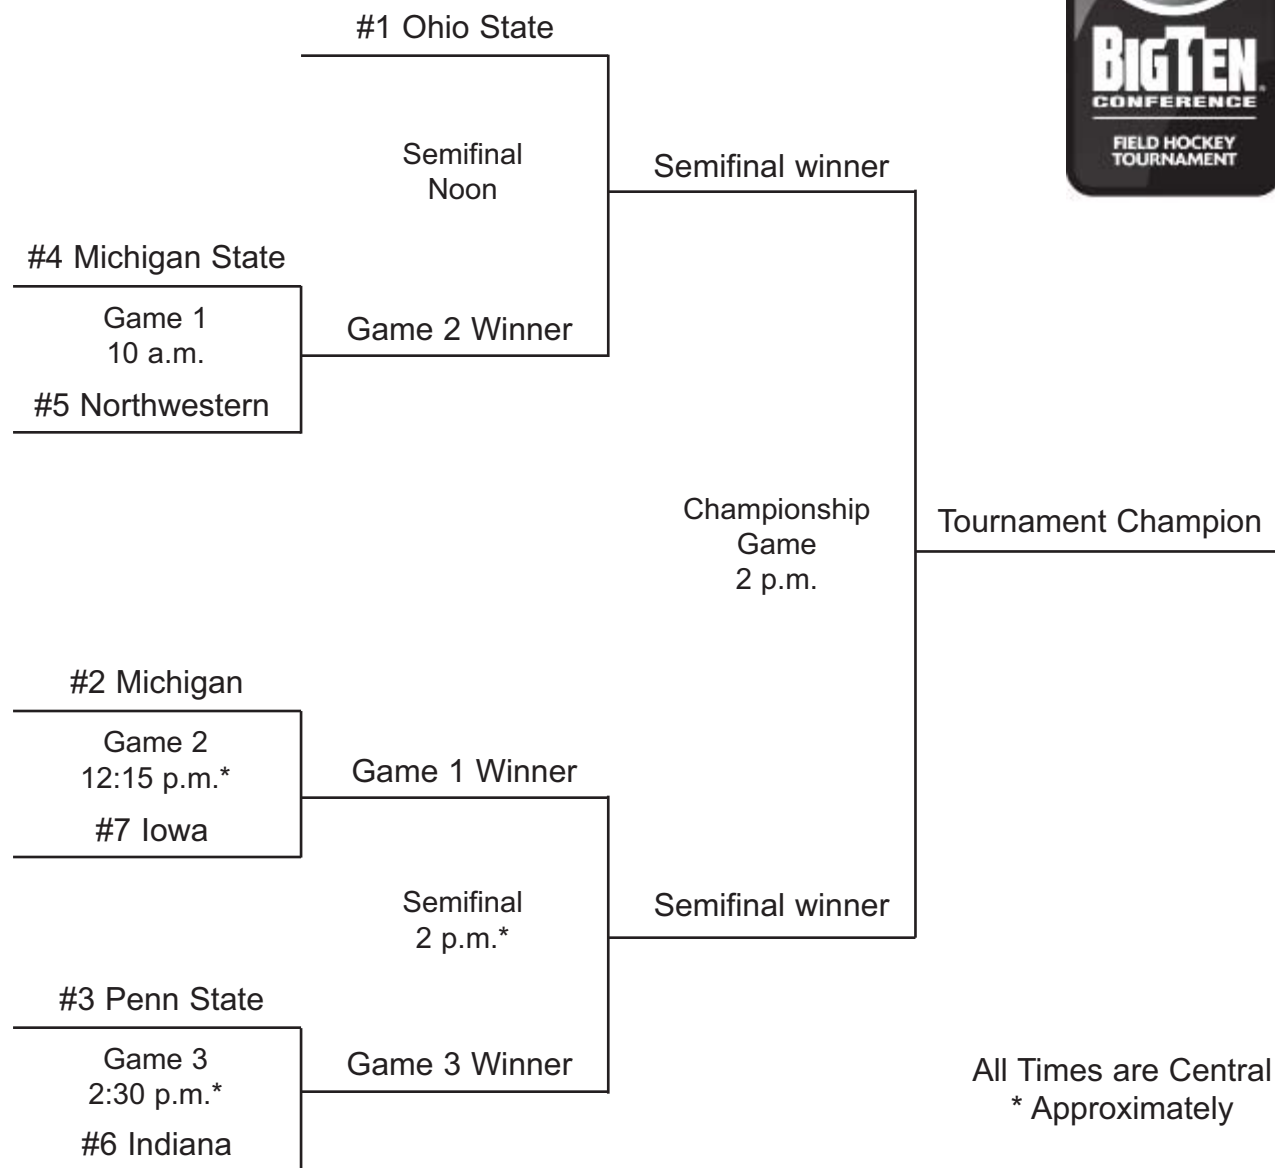 #1 Ohio State
BIG TEN
CONFERENCE
FIELD HOCKEY
TOURNAMENT
Semifinal
Noon
Semifinal winner
#4 Michigan State
Game 1
10 a.m.
Game 2 Winner
#5 Northwestern
Championship
Game
2 p.m.
Tournament Champion
#2 Michigan
Game 2
12:15 p.m.*
Game 1 Winner
#7 Iowa
Semifinal
2 p.m.*
Semifinal winner
#3 Penn State
Game 3
2:30 p.m.*
Game 3 Winner
#6 Indiana
All Times are Central
* Approximately